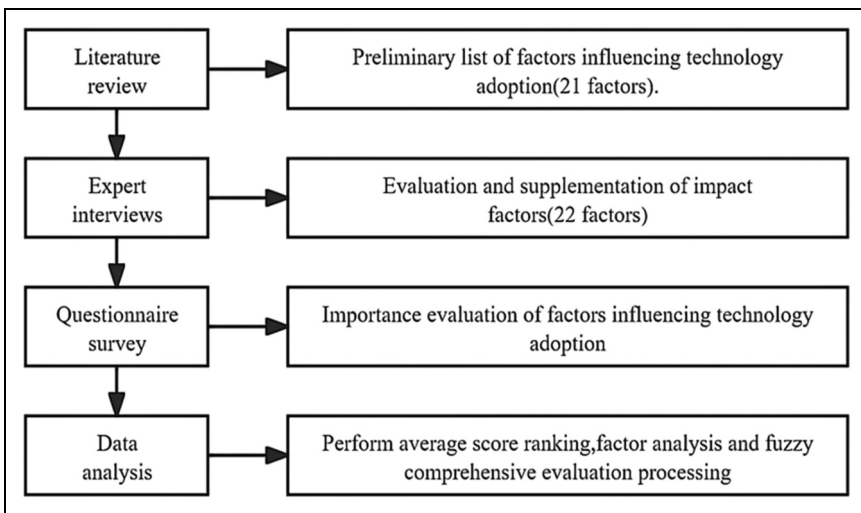 Literature
review
Preliminary list of factors influencing technology
adoption(21 factors).
Expert
interviews
Evaluation and supplementation of impact
factors(22 factors)
Questionnaire
survey
Importance evaluation of factors influencing technology
adoption
Data
analysis
Perform average score ranking,factor analysis and fuzzy
comprehensive evaluation processing